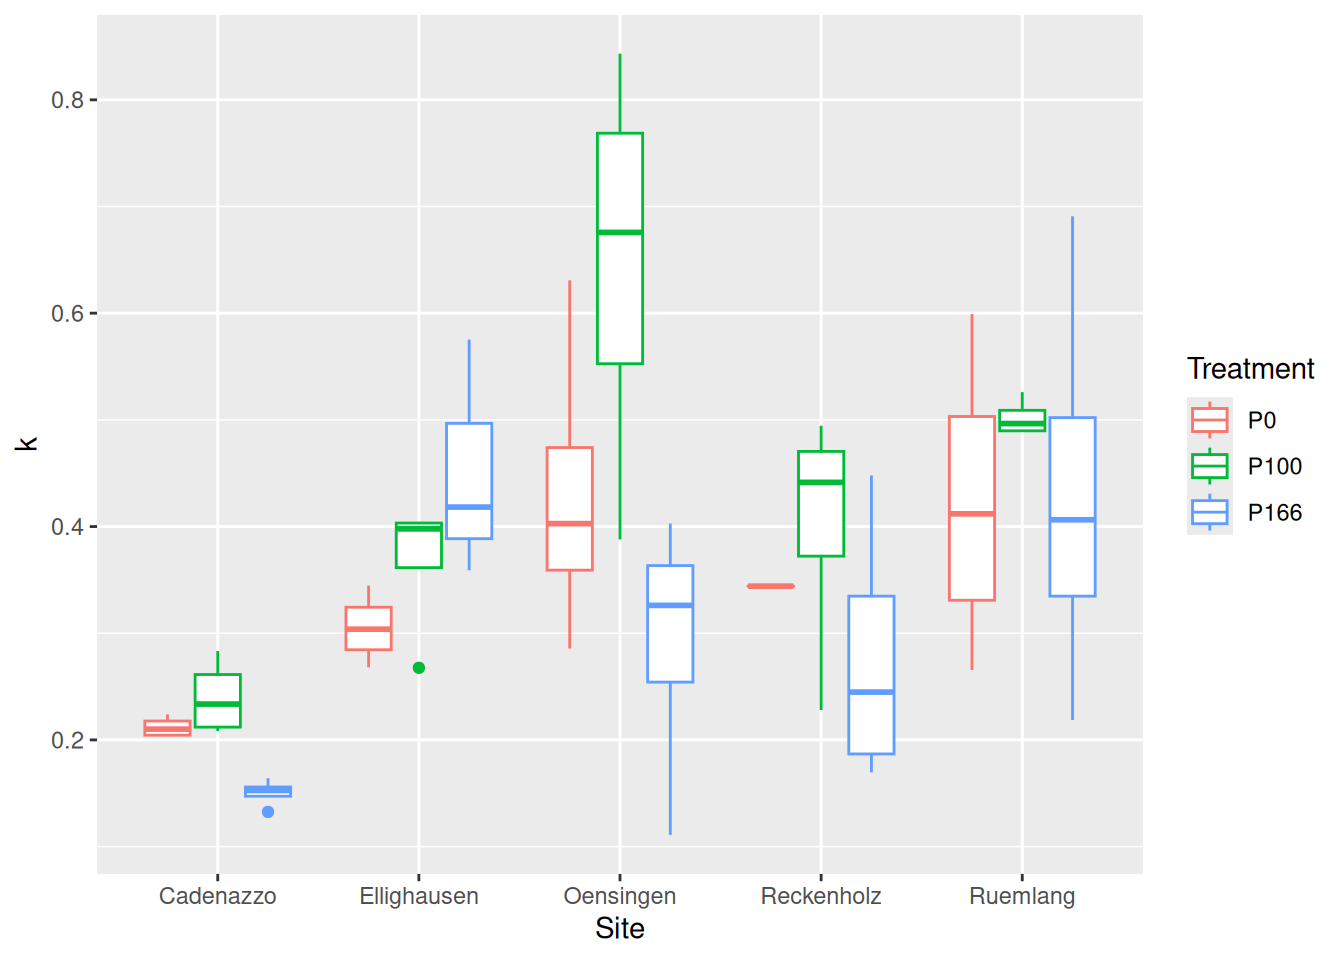 0.8
0.6
0.4
0.2
k
Cadenazzo
Ellighausen
Oensingen
Reckenholz
Ruemlang
Site
Treatment
P0
P100
P166